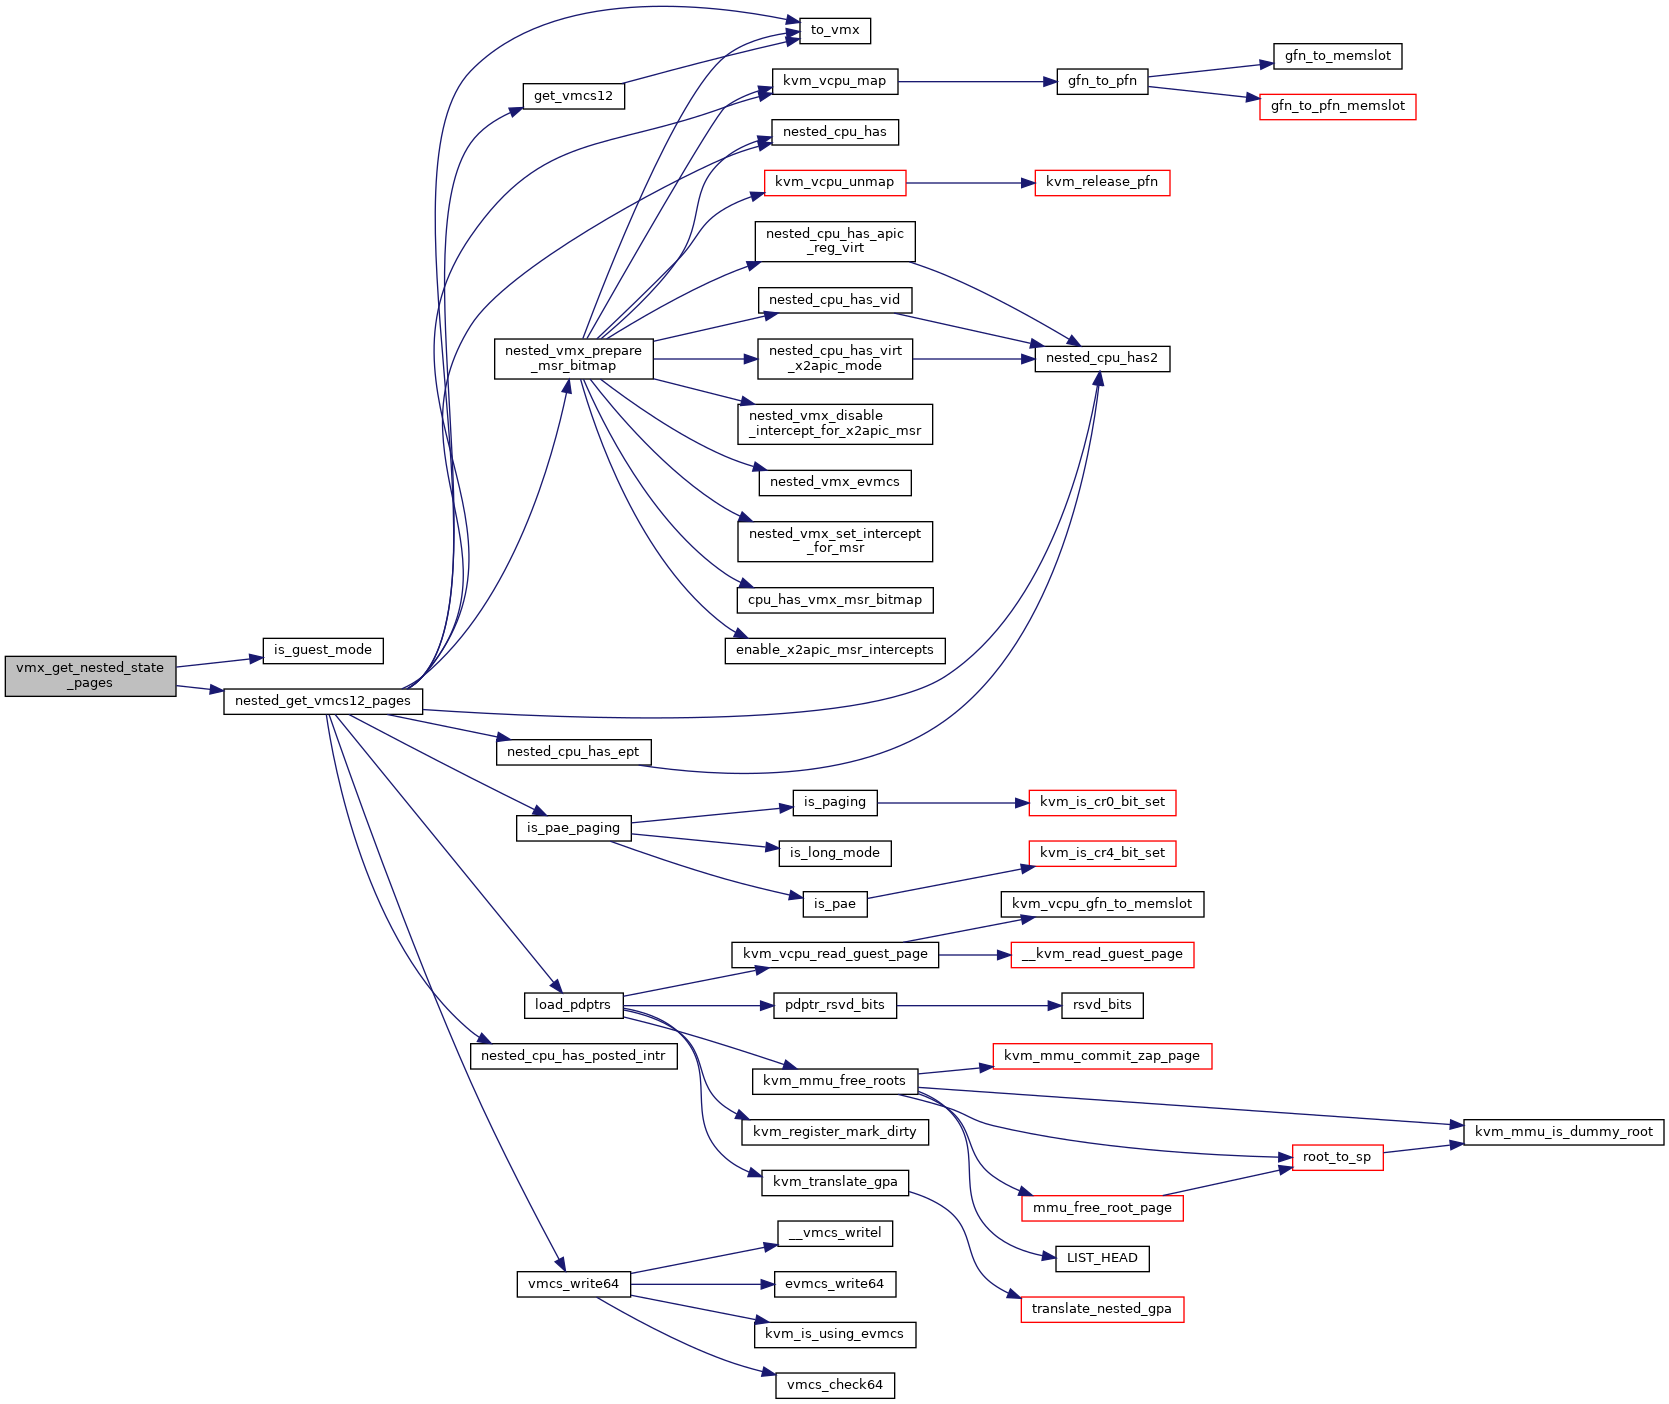 to_vmx
gfn_to_memslot
kvm_vcpu_map
gfn_to_pfn
get_vmcs12
gfn_to_pfn_memslot
nested_cpu_has
kvm_vcpu_unmap
kvm_release_pfn
nested_cpu_has_apic
_reg_virt
nested_cpu_has_vid
nested_vmx_prepare
_msr_bitmap
nested_cpu_has_virt
_x2apic_mode
nested_cpu_has2
nested_vmx_disable
_intercept_for_x2apic_msr
nested_vmx_evmcs
nested_vmx_set_intercept
_for_msr
cpu_has_vmx_msr_bitmap
is_guest_mode
enable_x2apic_msr_intercepts
vmx_get_nested_state
_pages
nested_get_vmcs12_pages
nested_cpu_has_ept
is_paging
kvm_is_cr0_bit_set
is_pae_paging
is_long_mode
kvm_is_cr4_bit_set
is_pae
kvm_vcpu_gfn_to_memslot
kvm_vcpu_read_guest_page
__kvm_read_guest_page
load_pdptrs
pdptr_rsvd_bits
rsvd_bits
nested_cpu_has_posted_intr
kvm_mmu_commit_zap_page
kvm_mmu_free_roots
kvm_register_mark_dirty
kvm_mmu_is_dummy_root
root_to_sp
kvm_translate_gpa
mmu_free_root_page
__vmcs_writel
LIST_HEAD
vmcs_write64
evmcs_write64
translate_nested_gpa
kvm_is_using_evmcs
vmcs_check64